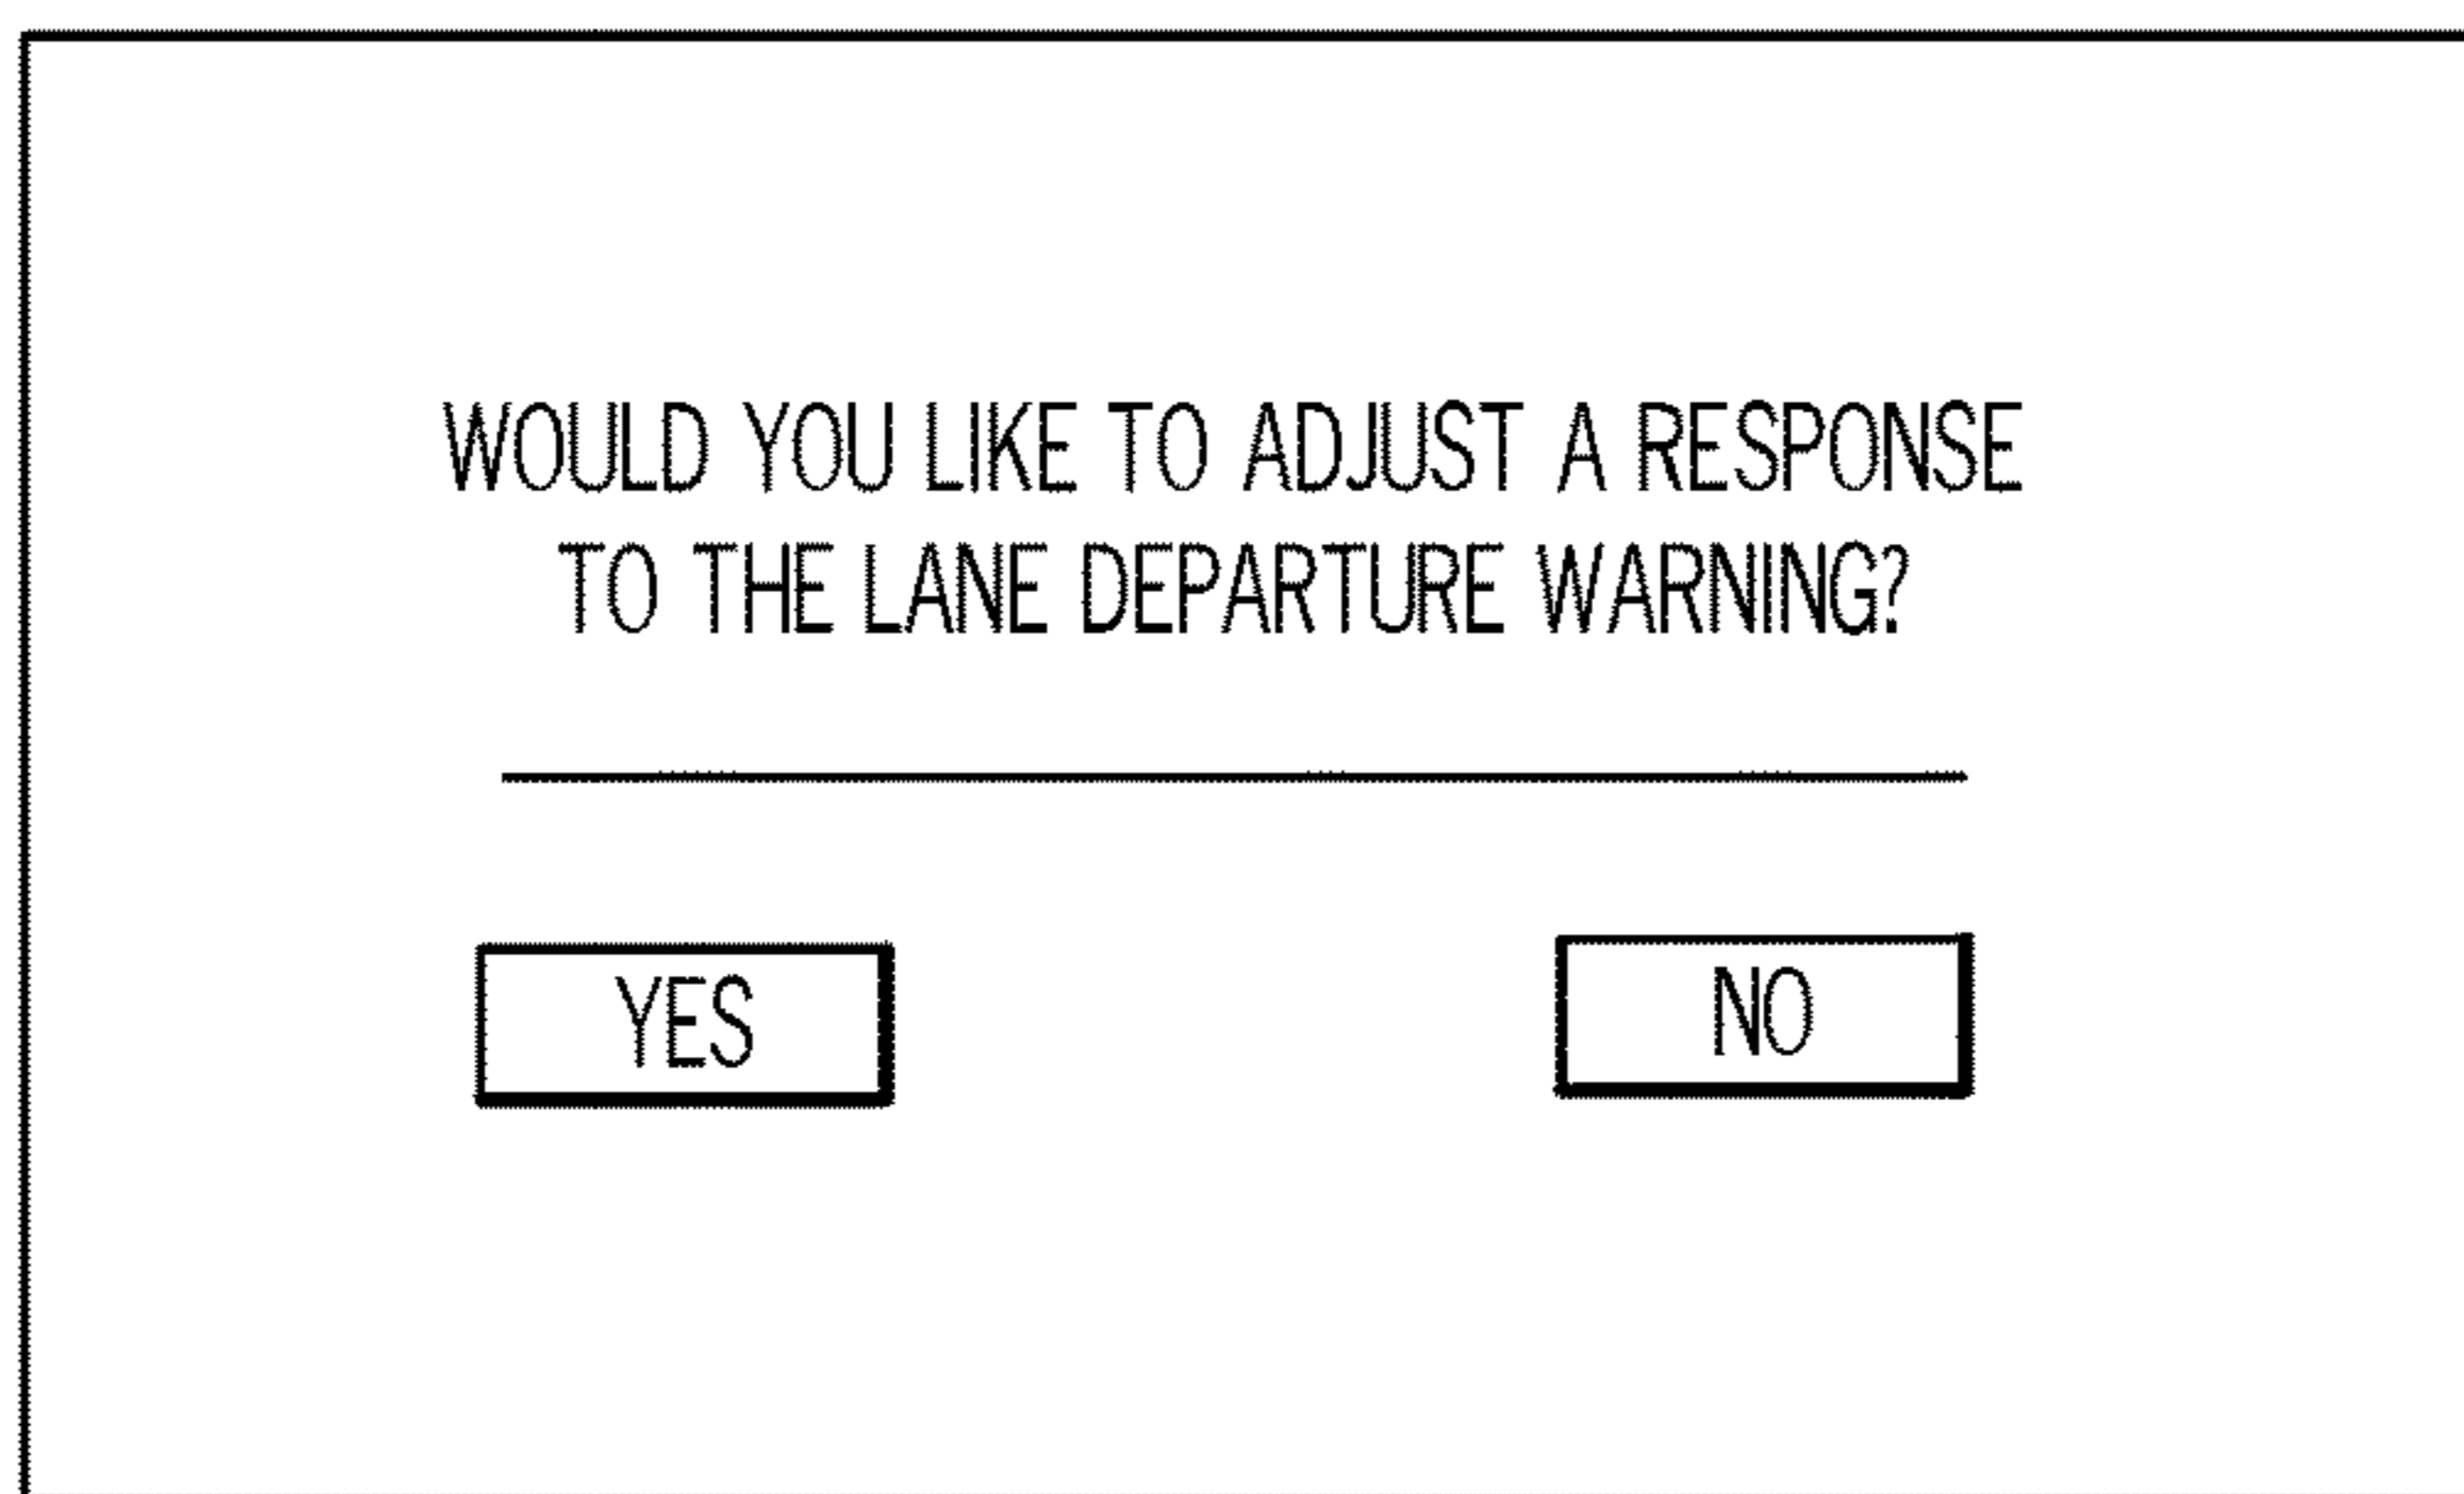 WOULD YOU LIKE TO ADJUST A RESPONSE
TO THE LANE DEPARTURE WARNING?
YES
NO